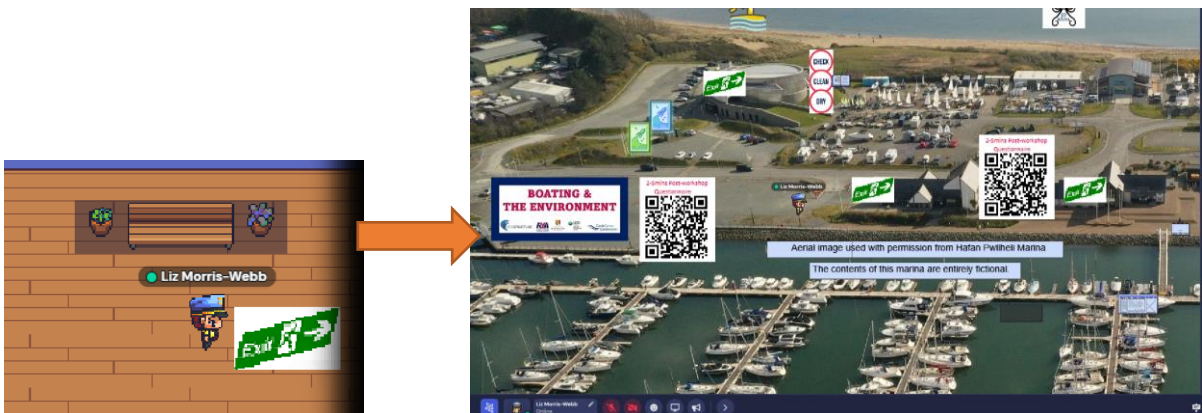 Liz Morris-Webb
Exit
Exit
CHECK
CLEAN
DRY
2-5mins Post-workshop
Questionnaire
BOATING &
THE ENVIRONMENT
RYA
2-5mins Post-workshop
Questionnaire
Liz Morris-Webb
Exit
Exit
Aerial image used with permission from Hafan Pwllheli Marina
The contents of this marina are entirely fictional.
Liz Morris-Webb
Online